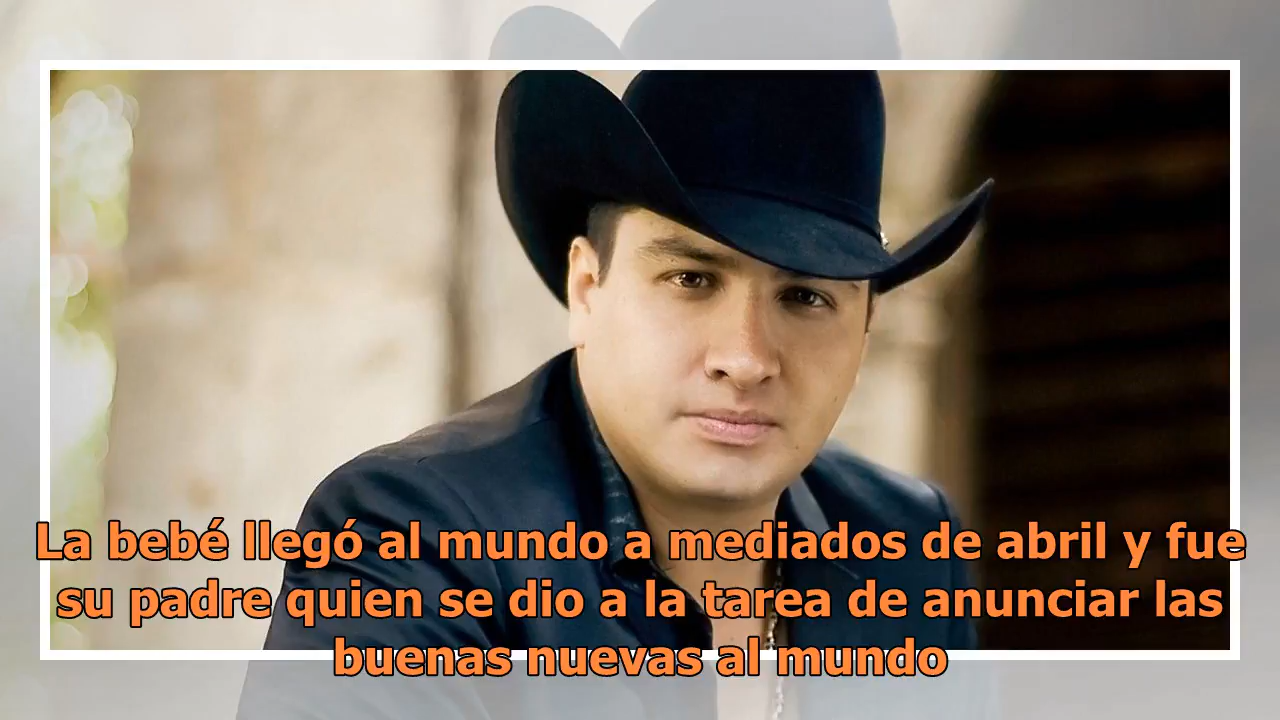 La bebé llegó al mundo a mediados de abril y fue
su padre quien se dio a la tarea de anunciar las
buenas nuevas al mundo